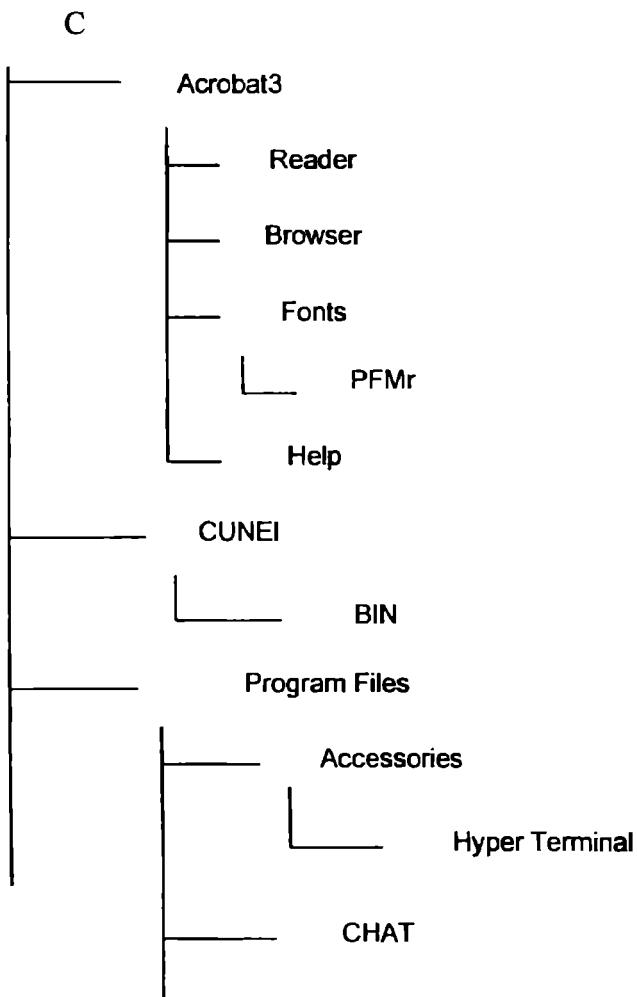 C
Acrobat3
Reader
Browser
Fonts
PFMr
Help
CUNEI
BIN
Program Files
Accessories
Hyper Terminal
CHAT